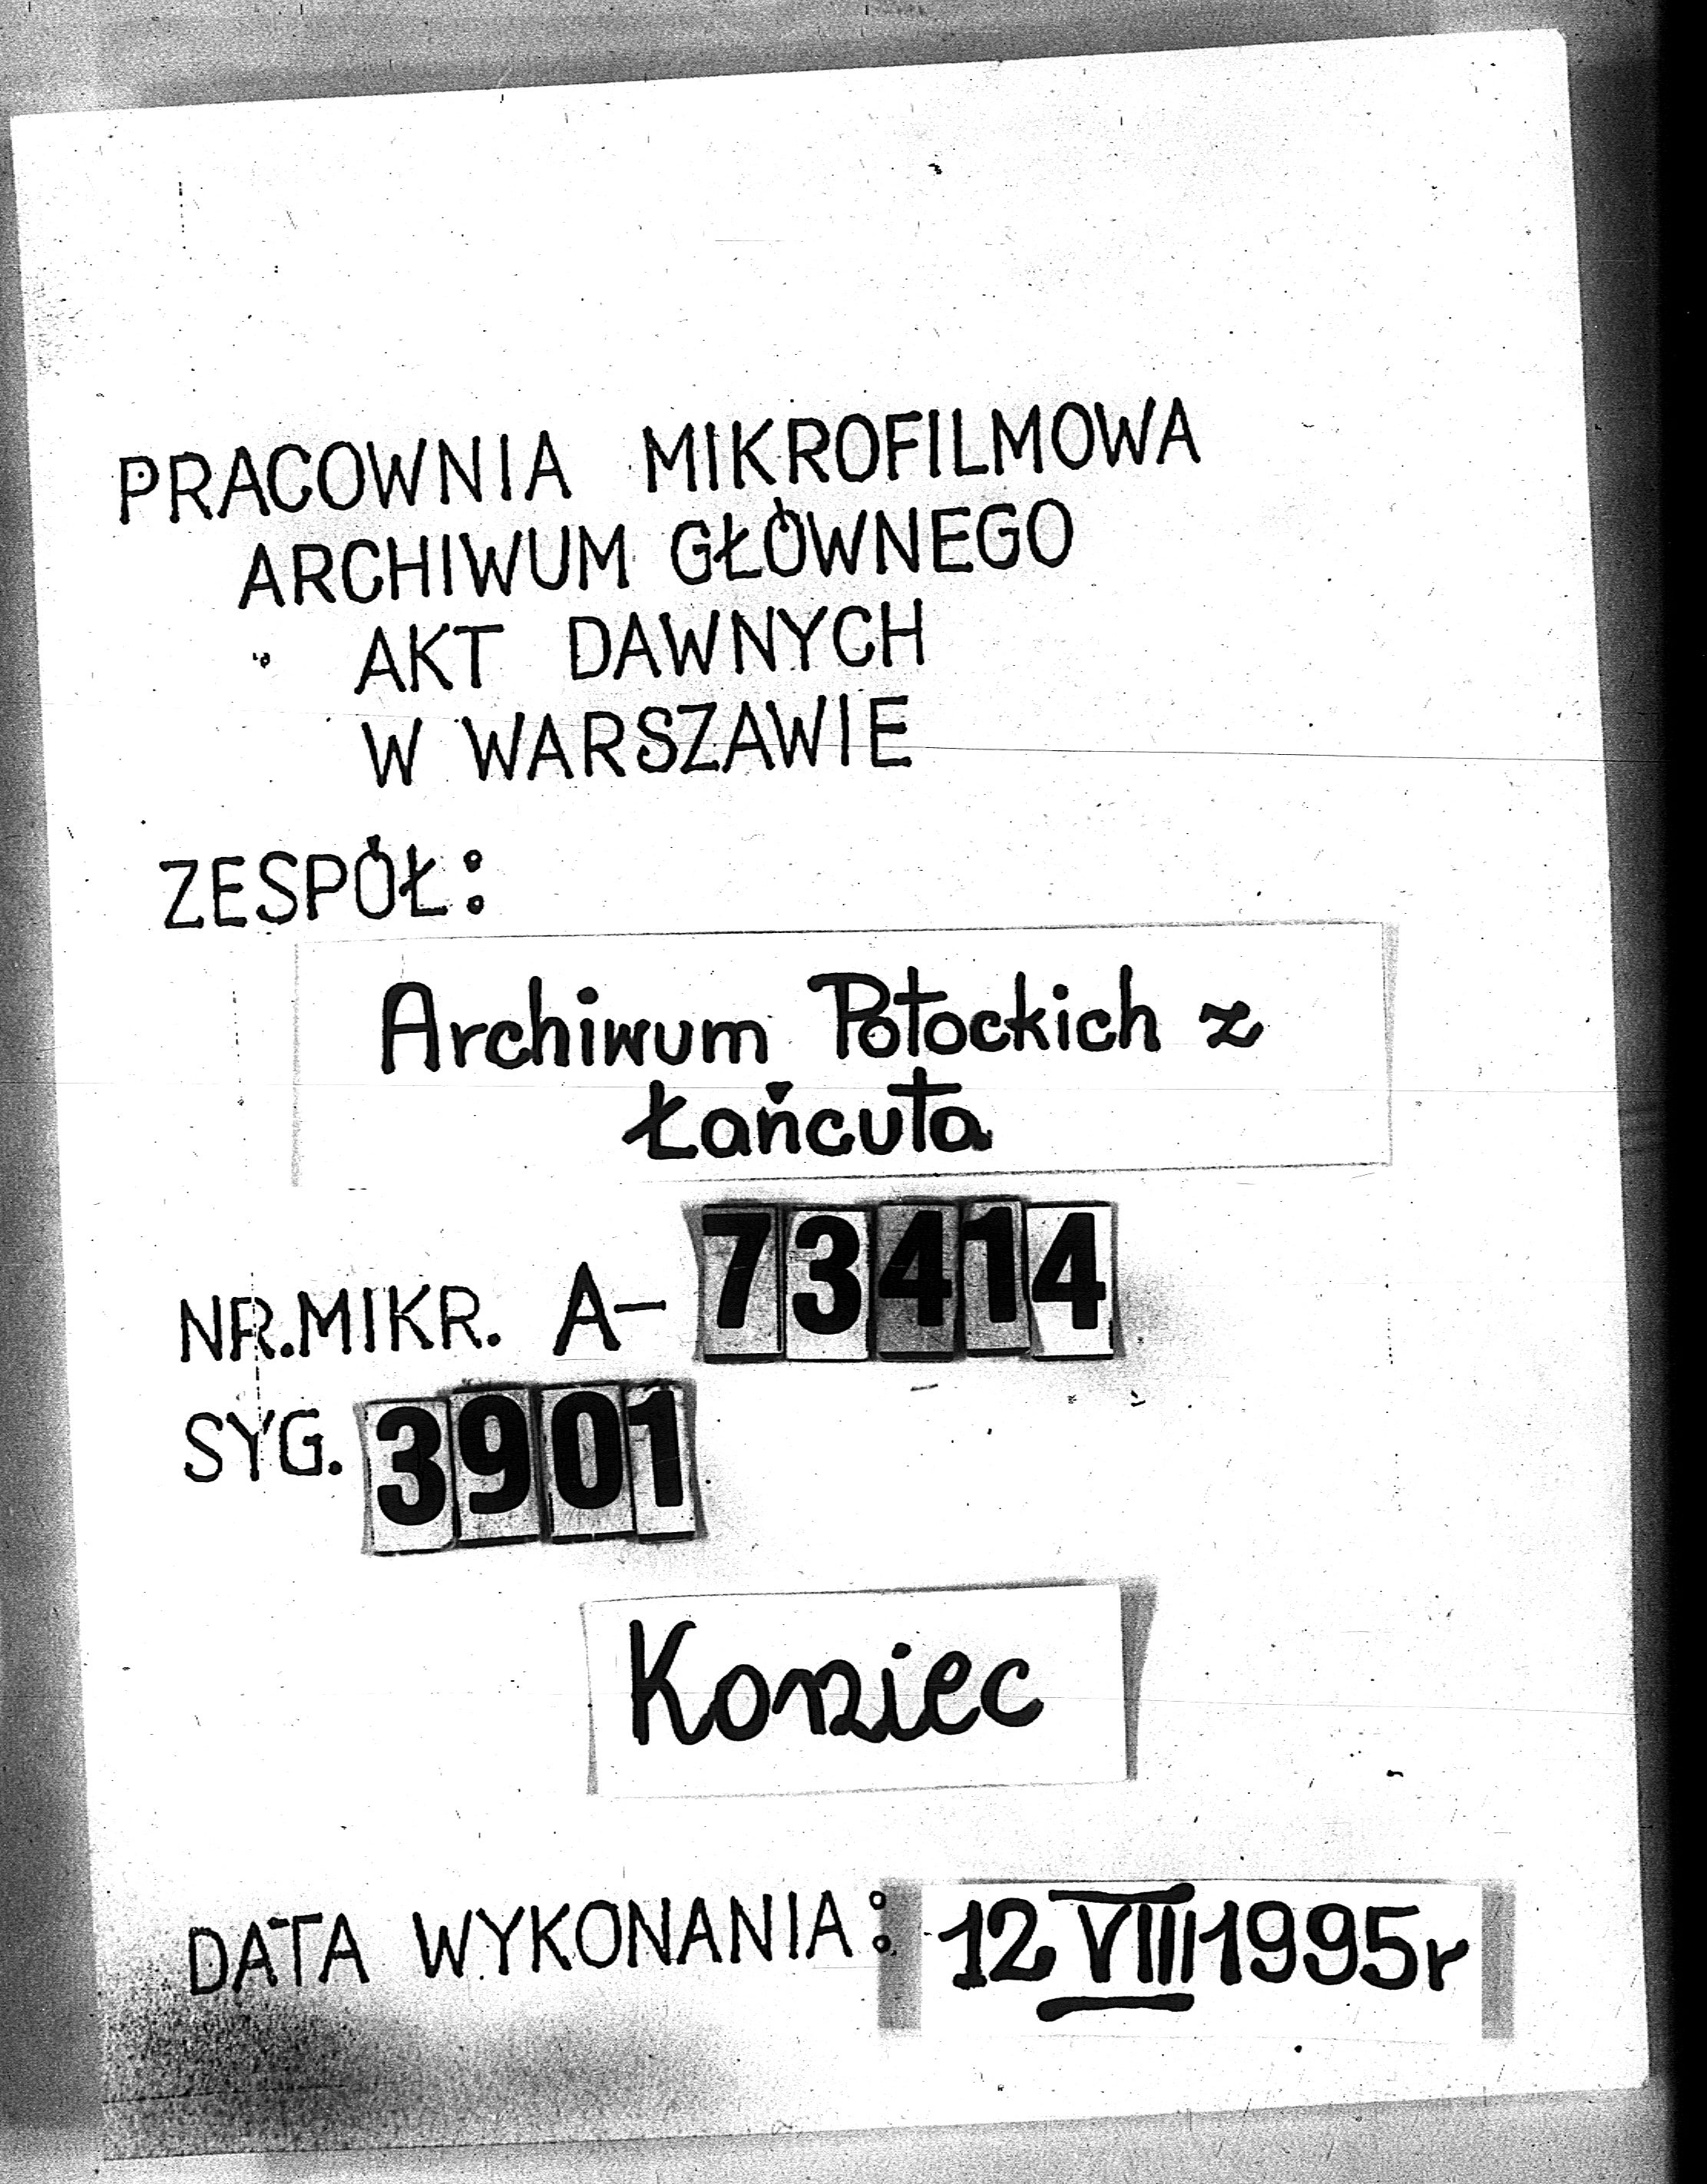 PRACOWNIA MIKROFILMOWA
ARCHIWUM GŁÓWNEGO
AKT DAWNYCH
W WARSZAWIE
ZESPÓŁ:
Archiwum Potockich z
Łańcuta
NR.MIKR. A-73414
SYG. 3901
Koniec
DATA WYKONANIA: 12 VIII 1995r